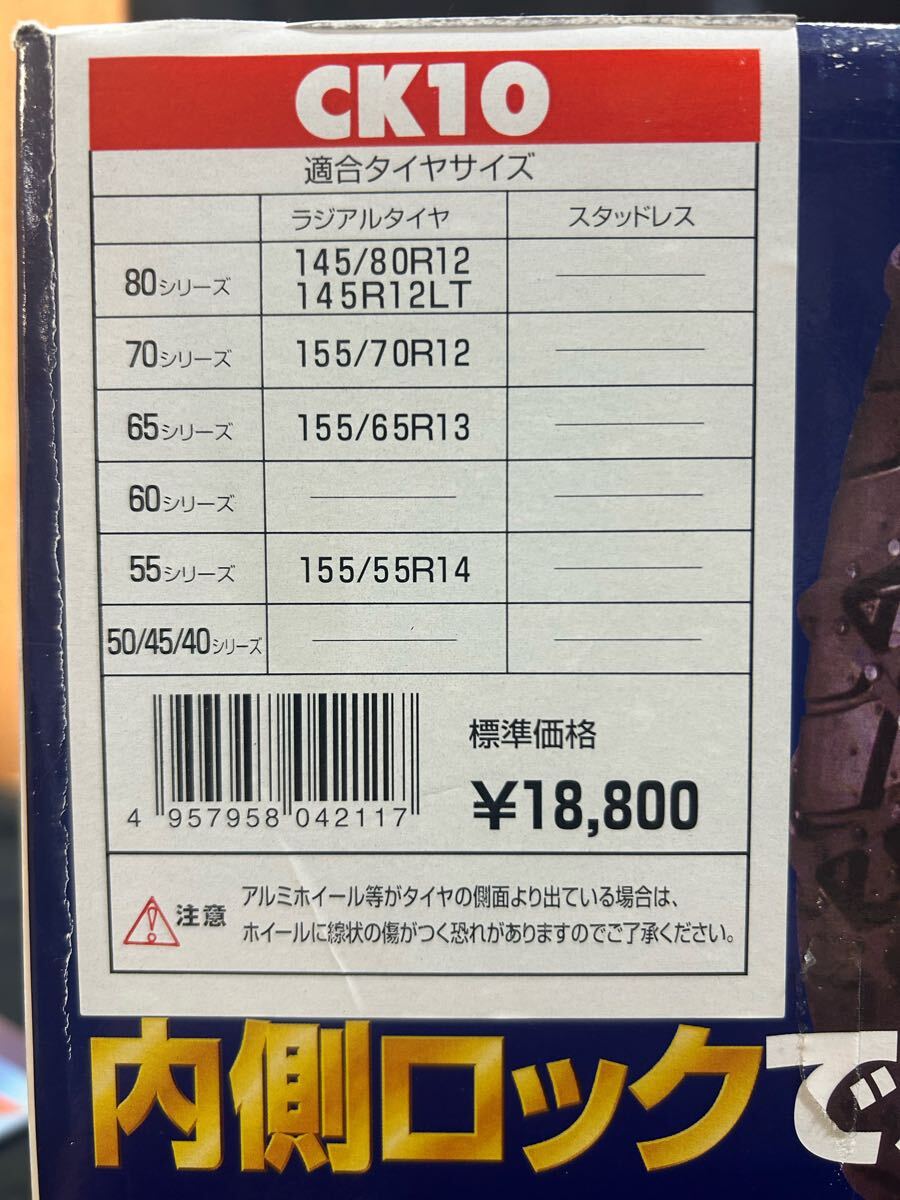 CK10
適合タイヤサイズ
ラジアルタイヤ スタッドレス
80シリーズ 145/80R12
145R12LT
70シリーズ 155/70R12
65シリーズ 155/65R13
60シリーズ
55シリーズ 155/55R14
50/45/40シリーズ
標準価格
¥18,800
4 957958 042117
注意 アルミホイール等がタイヤの側面より出ている場合は、
ホイールに線状の傷がつく恐れがありますのでご了承ください。
内側ロックで